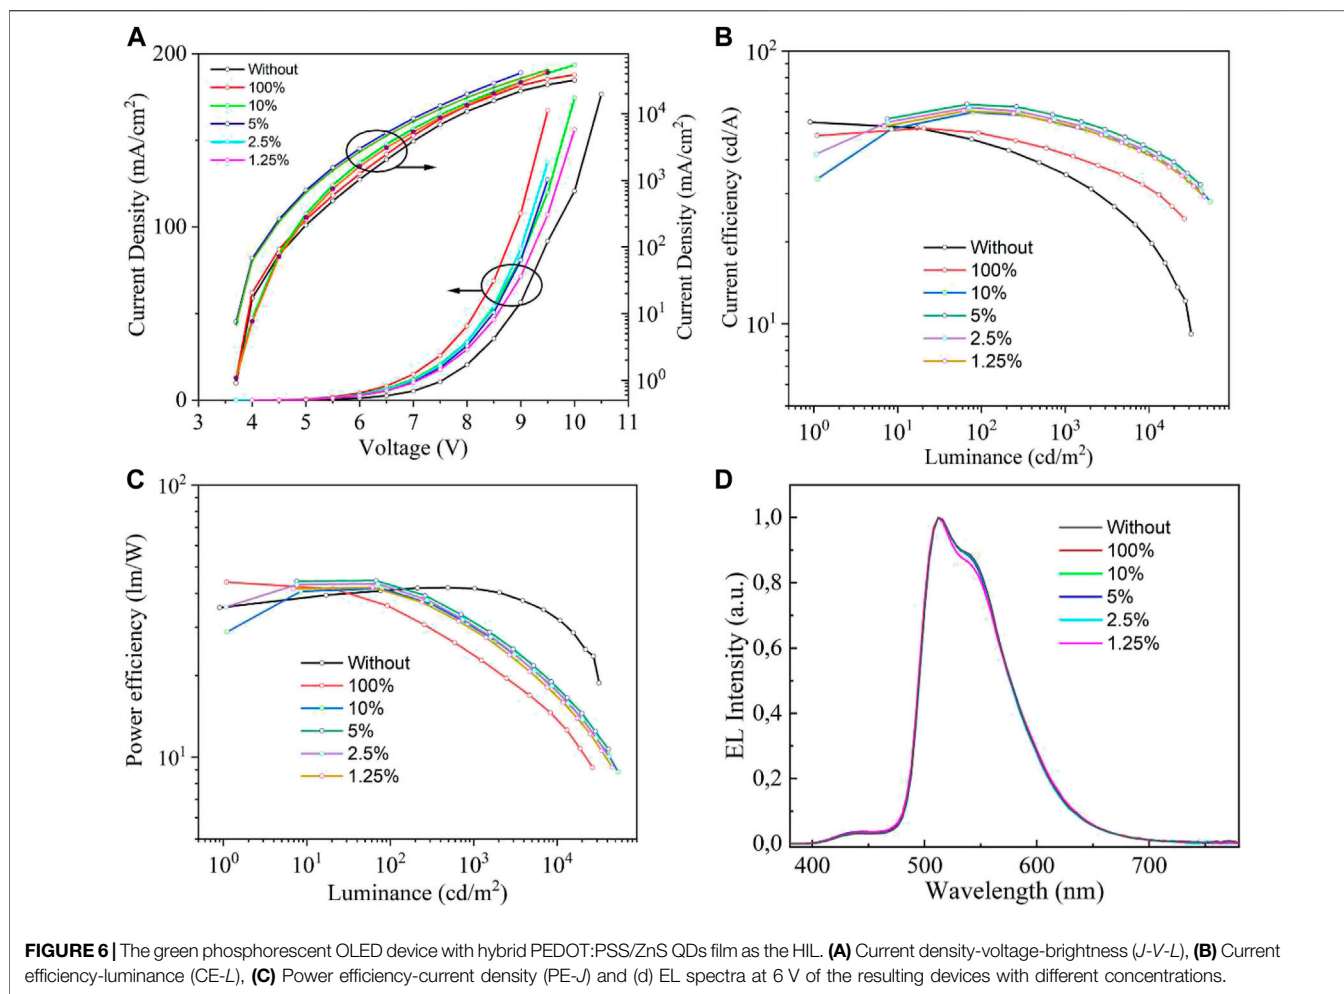 A
200
100
0
Current Density (mA/cm²)
Without
100%
10%
5%
2.5%
1.25%
10⁴
10³
10²
10¹
10⁰
Current Density (mA/cm²)
3 4 5 6 7 8 9 10 11
Voltage (V)
B
10²
10¹
Current efficiency (cd/A)
Without
100%
10%
5%
2.5%
1.25%
10⁰ 10¹ 10² 10³ 10⁴
Luminance (cd/m²)
C
10²
10¹
Power efficiency (lm/W)
Without
100%
10%
5%
2.5%
1.25%
10⁰ 10¹ 10² 10³ 10⁴
Luminance (cd/m²)
D
1,0
0,8
0,6
0,4
0,2
0,0
EL Intensity (a.u.)
Without
100%
10%
5%
2.5%
1.25%
400 500 600 700
Wavelength (nm)
FIGURE 6 | The green phosphorescent OLED device with hybrid PEDOT:PSS/ZnS QDs film as the HIL. (A) Current density-voltage-brightness (J-V-L), (B) Current
efficiency-luminance (CE-L), (C) Power efficiency-current density (PE-J) and (d) EL spectra at 6 V of the resulting devices with different concentrations.